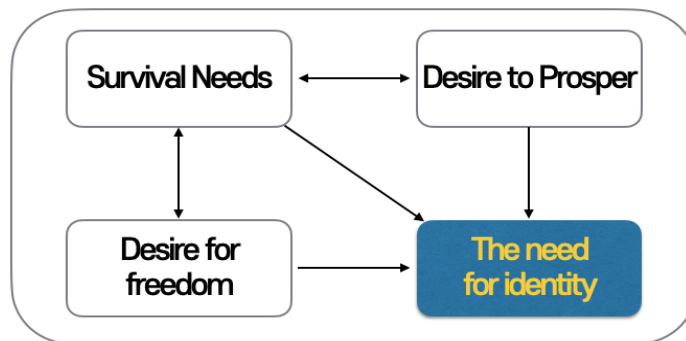 Survival Needs
Desire to Prosper
Desire for
freedom
The need
for identity